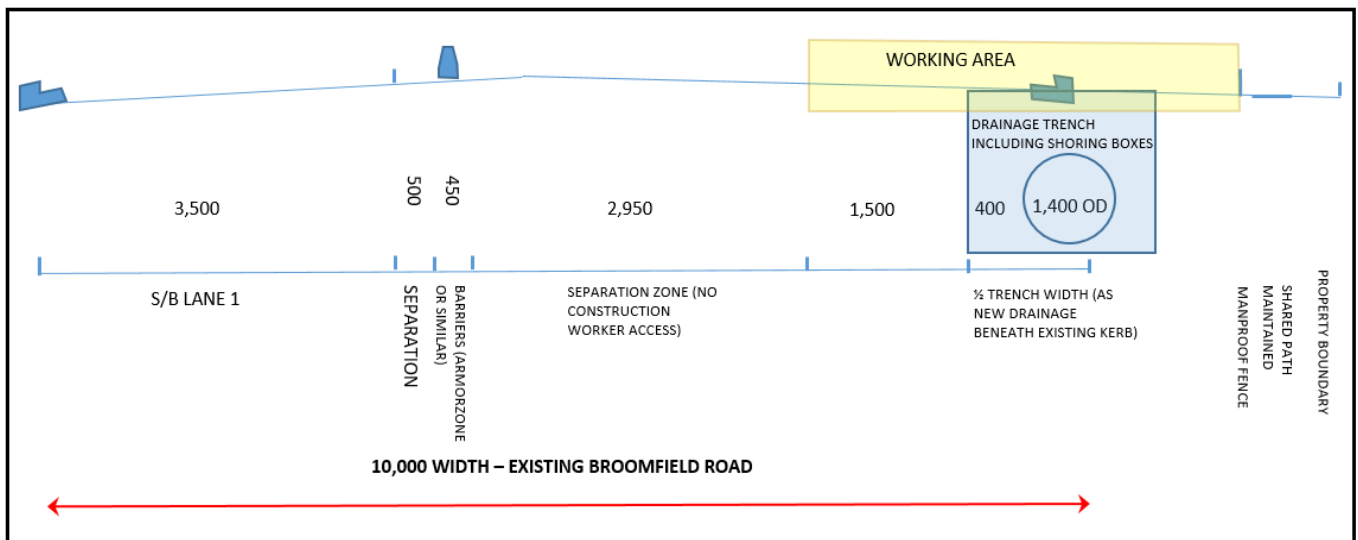 WORKING AREA
DRAINAGE TRENCH
INCLUDING SHORING BOXES
3,500
500
450
2,950
1,500
400
1,400 OD
S/B LANE 1
SEPARATION
BARRIERS (ARMORZONE
OR SIMILAR)
SEPARATION ZONE (NO
CONSTRUCTION
WORKER ACCESS)
½ TRENCH WIDTH (AS
NEW DRAINAGE
BENEATH EXISTING KERB)
MANPROOF FENCE
SHARED PATH
MAINTAINED
PROPERTY BOUNDARY
10,000 WIDTH – EXISTING BROOMFIELD ROAD